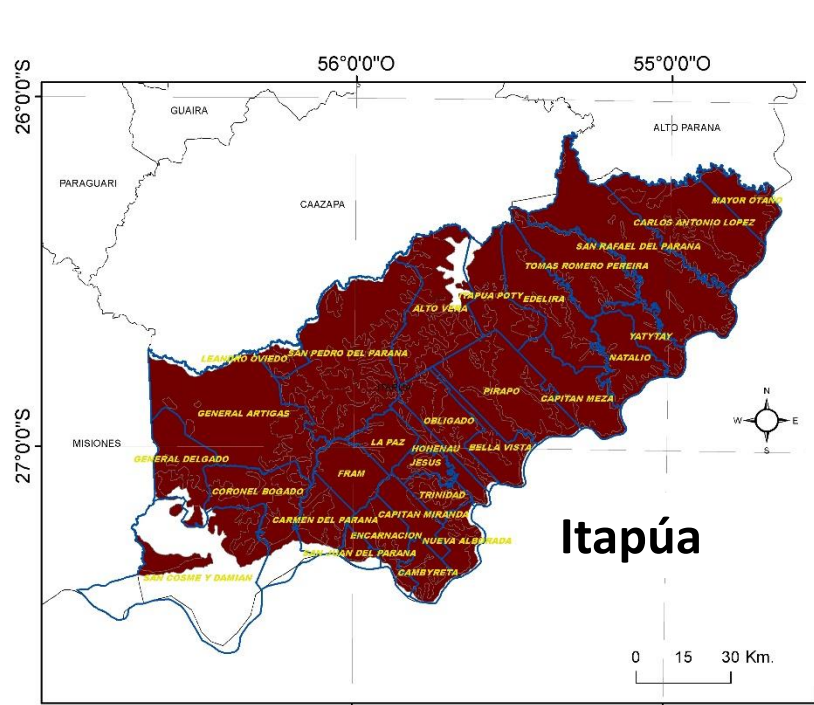 56°0'0"O
55°0'0"O
26°0'0"S
GUAIRA
ALTO PARANA
PARAGUARI
CAAZAPA
MAYOR OTANO
CARLOS ANTONIO LOPEZ
SAN RAFAEL DEL PARANA
TOMAS ROMERO PEREIRA
ITAPUA POTY
EDELIRA
ALTO VERA
YATYTAY
NATALIO
LEANDRO OVIEDO
SAN PEDRO DEL PARANA
PIRAPO
CAPITAN MEZA
N
W
E
S
GENERAL ARTIGAS
OBLIGADO
MISIONES
27°0'0"S
LA PAZ
HOHENAU
BELLA VISTA
GENERAL DELGADO
JESUS
FRAM
CORONEL BOGADO
TRINIDAD
CARMEN DEL PARANA
CAPITAN MIRANDA
ENCARNACION
NUEVA ALBORADA
Itapúa
SAN JUAN DEL PARANA
CAMBYRETA
SAN COSME Y DAMIAN
0 15 30 Km.